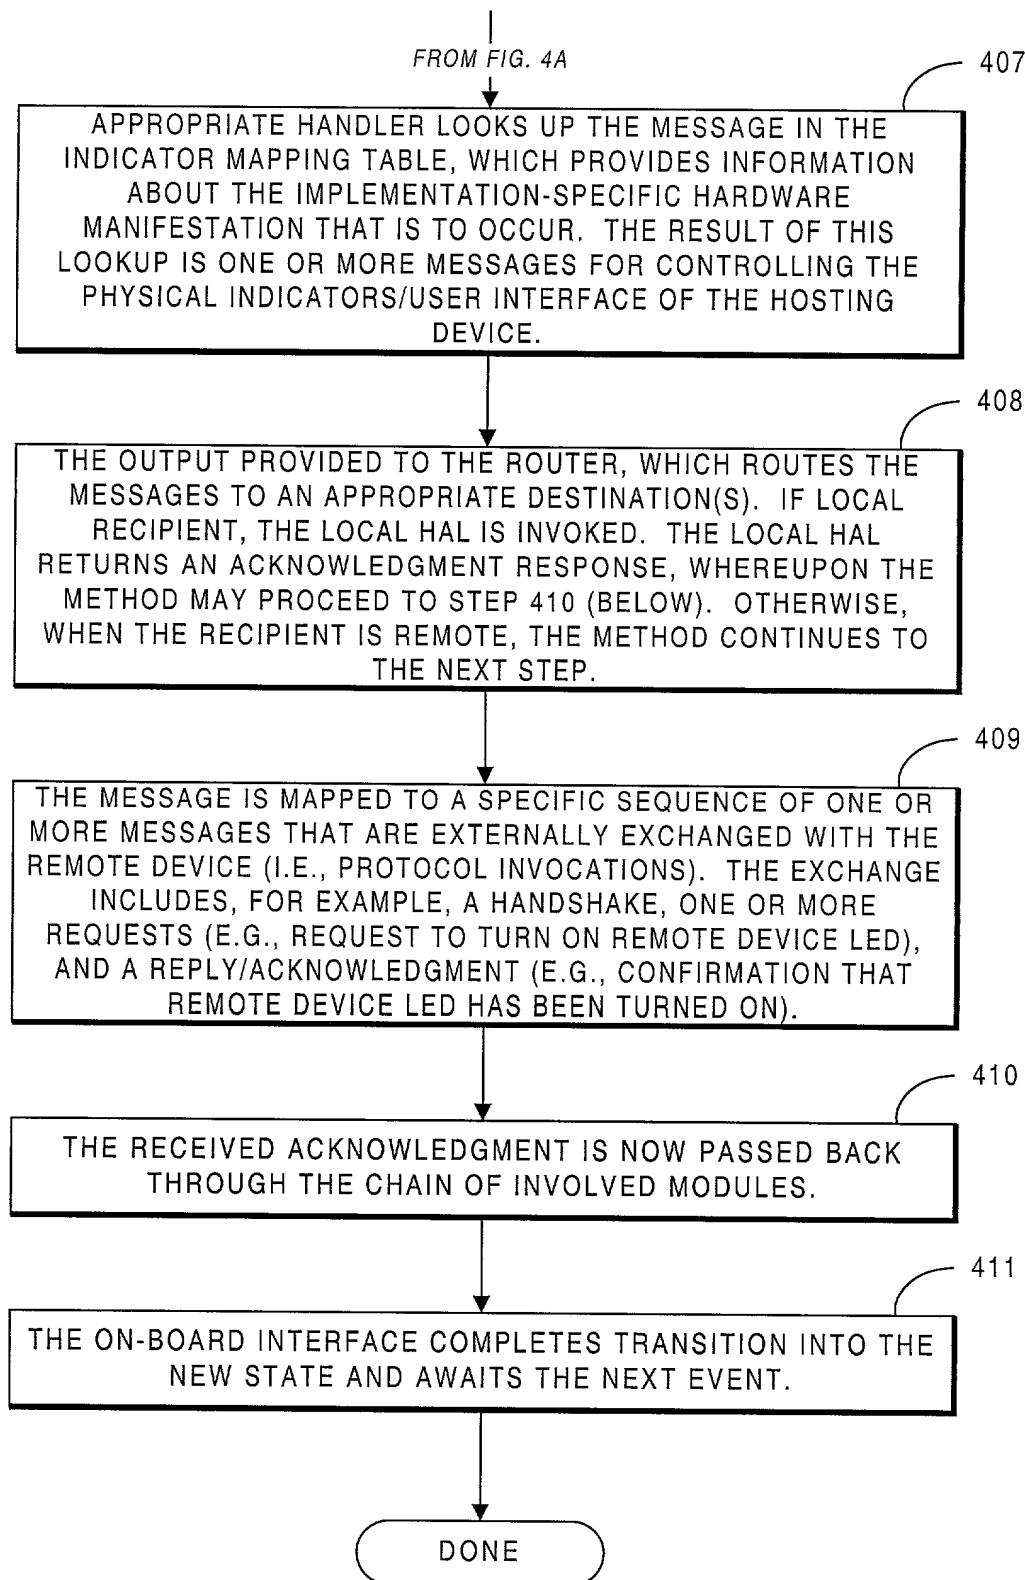 FROM FIG. 4A
407
APPROPRIATE HANDLER LOOKS UP THE MESSAGE IN THE
INDICATOR MAPPING TABLE, WHICH PROVIDES INFORMATION
ABOUT THE IMPLEMENTATION-SPECIFIC HARDWARE
MANIFESTATION THAT IS TO OCCUR. THE RESULT OF THIS
LOOKUP IS ONE OR MORE MESSAGES FOR CONTROLLING THE
PHYSICAL INDICATORS/USER INTERFACE OF THE HOSTING
DEVICE.
408
THE OUTPUT PROVIDED TO THE ROUTER, WHICH ROUTES THE
MESSAGES TO AN APPROPRIATE DESTINATION(S). IF LOCAL
RECIPIENT, THE LOCAL HAL IS INVOKED. THE LOCAL HAL
RETURNS AN ACKNOWLEDGMENT RESPONSE, WHEREUPON THE
METHOD MAY PROCEED TO STEP 410 (BELOW). OTHERWISE,
WHEN THE RECIPIENT IS REMOTE, THE METHOD CONTINUES TO
THE NEXT STEP.
409
THE MESSAGE IS MAPPED TO A SPECIFIC SEQUENCE OF ONE OR
MORE MESSAGES THAT ARE EXTERNALLY EXCHANGED WITH THE
REMOTE DEVICE (I.E., PROTOCOL INVOCATIONS). THE EXCHANGE
INCLUDES, FOR EXAMPLE, A HANDSHAKE, ONE OR MORE
REQUESTS (E.G., REQUEST TO TURN ON REMOTE DEVICE LED),
AND A REPLY/ACKNOWLEDGMENT (E.G., CONFIRMATION THAT
REMOTE DEVICE LED HAS BEEN TURNED ON).
410
THE RECEIVED ACKNOWLEDGMENT IS NOW PASSED BACK
THROUGH THE CHAIN OF INVOLVED MODULES.
411
THE ON-BOARD INTERFACE COMPLETES TRANSITION INTO THE
NEW STATE AND AWAITS THE NEXT EVENT.
DONE